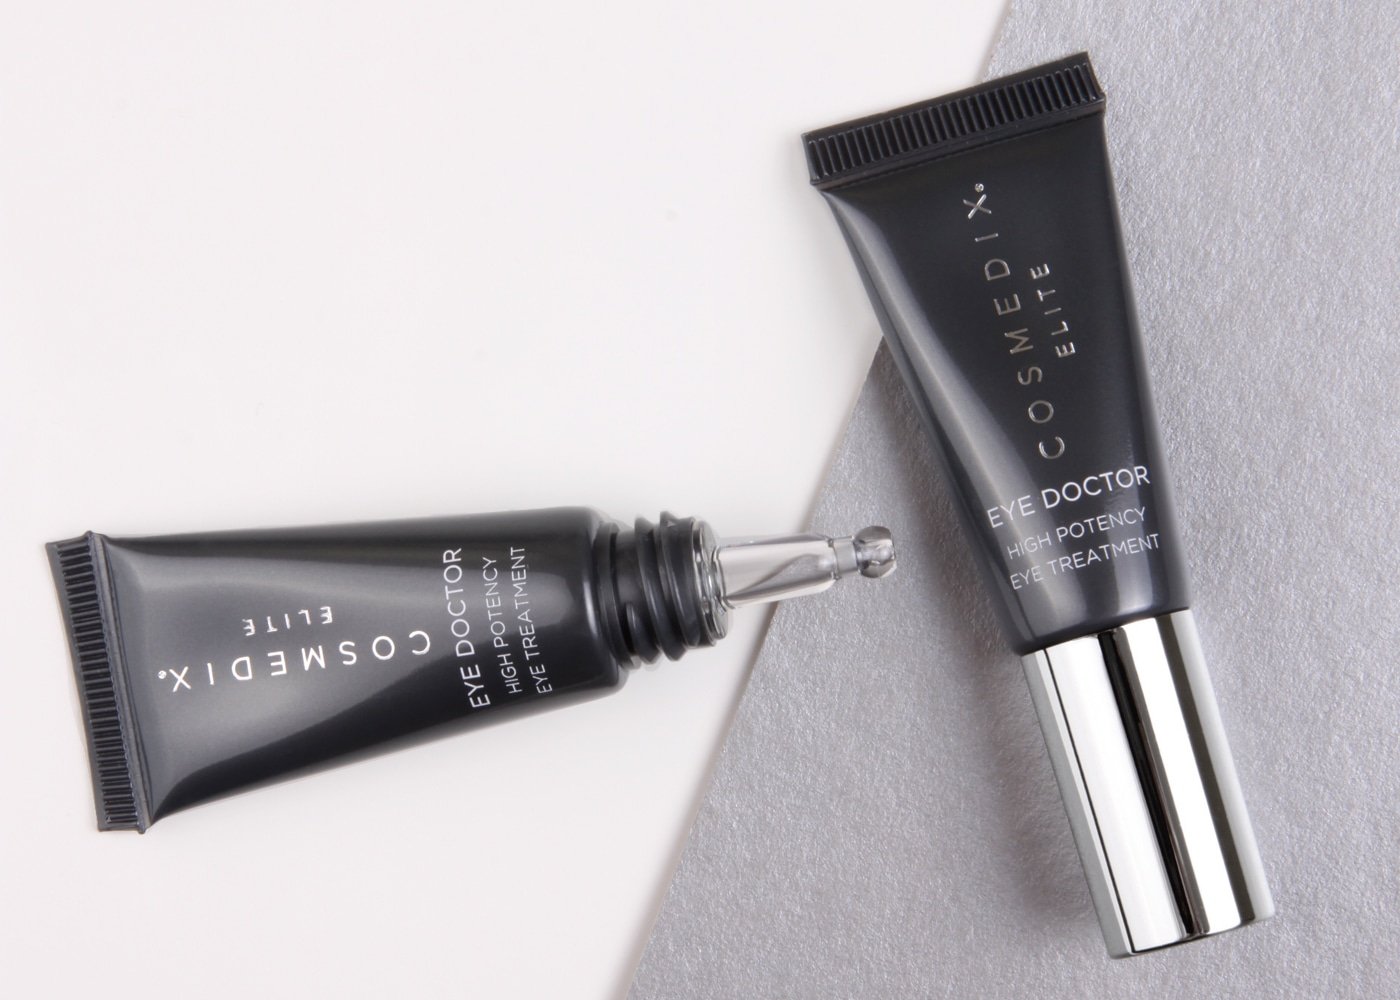 COSMEDIX®
ELITE
EYE DOCTOR
HIGH POTENCY
EYE TREATMENT
COSMEDIX®
ELITE
EYE DOCTOR
HIGH POTENCY
EYE TREATMENT